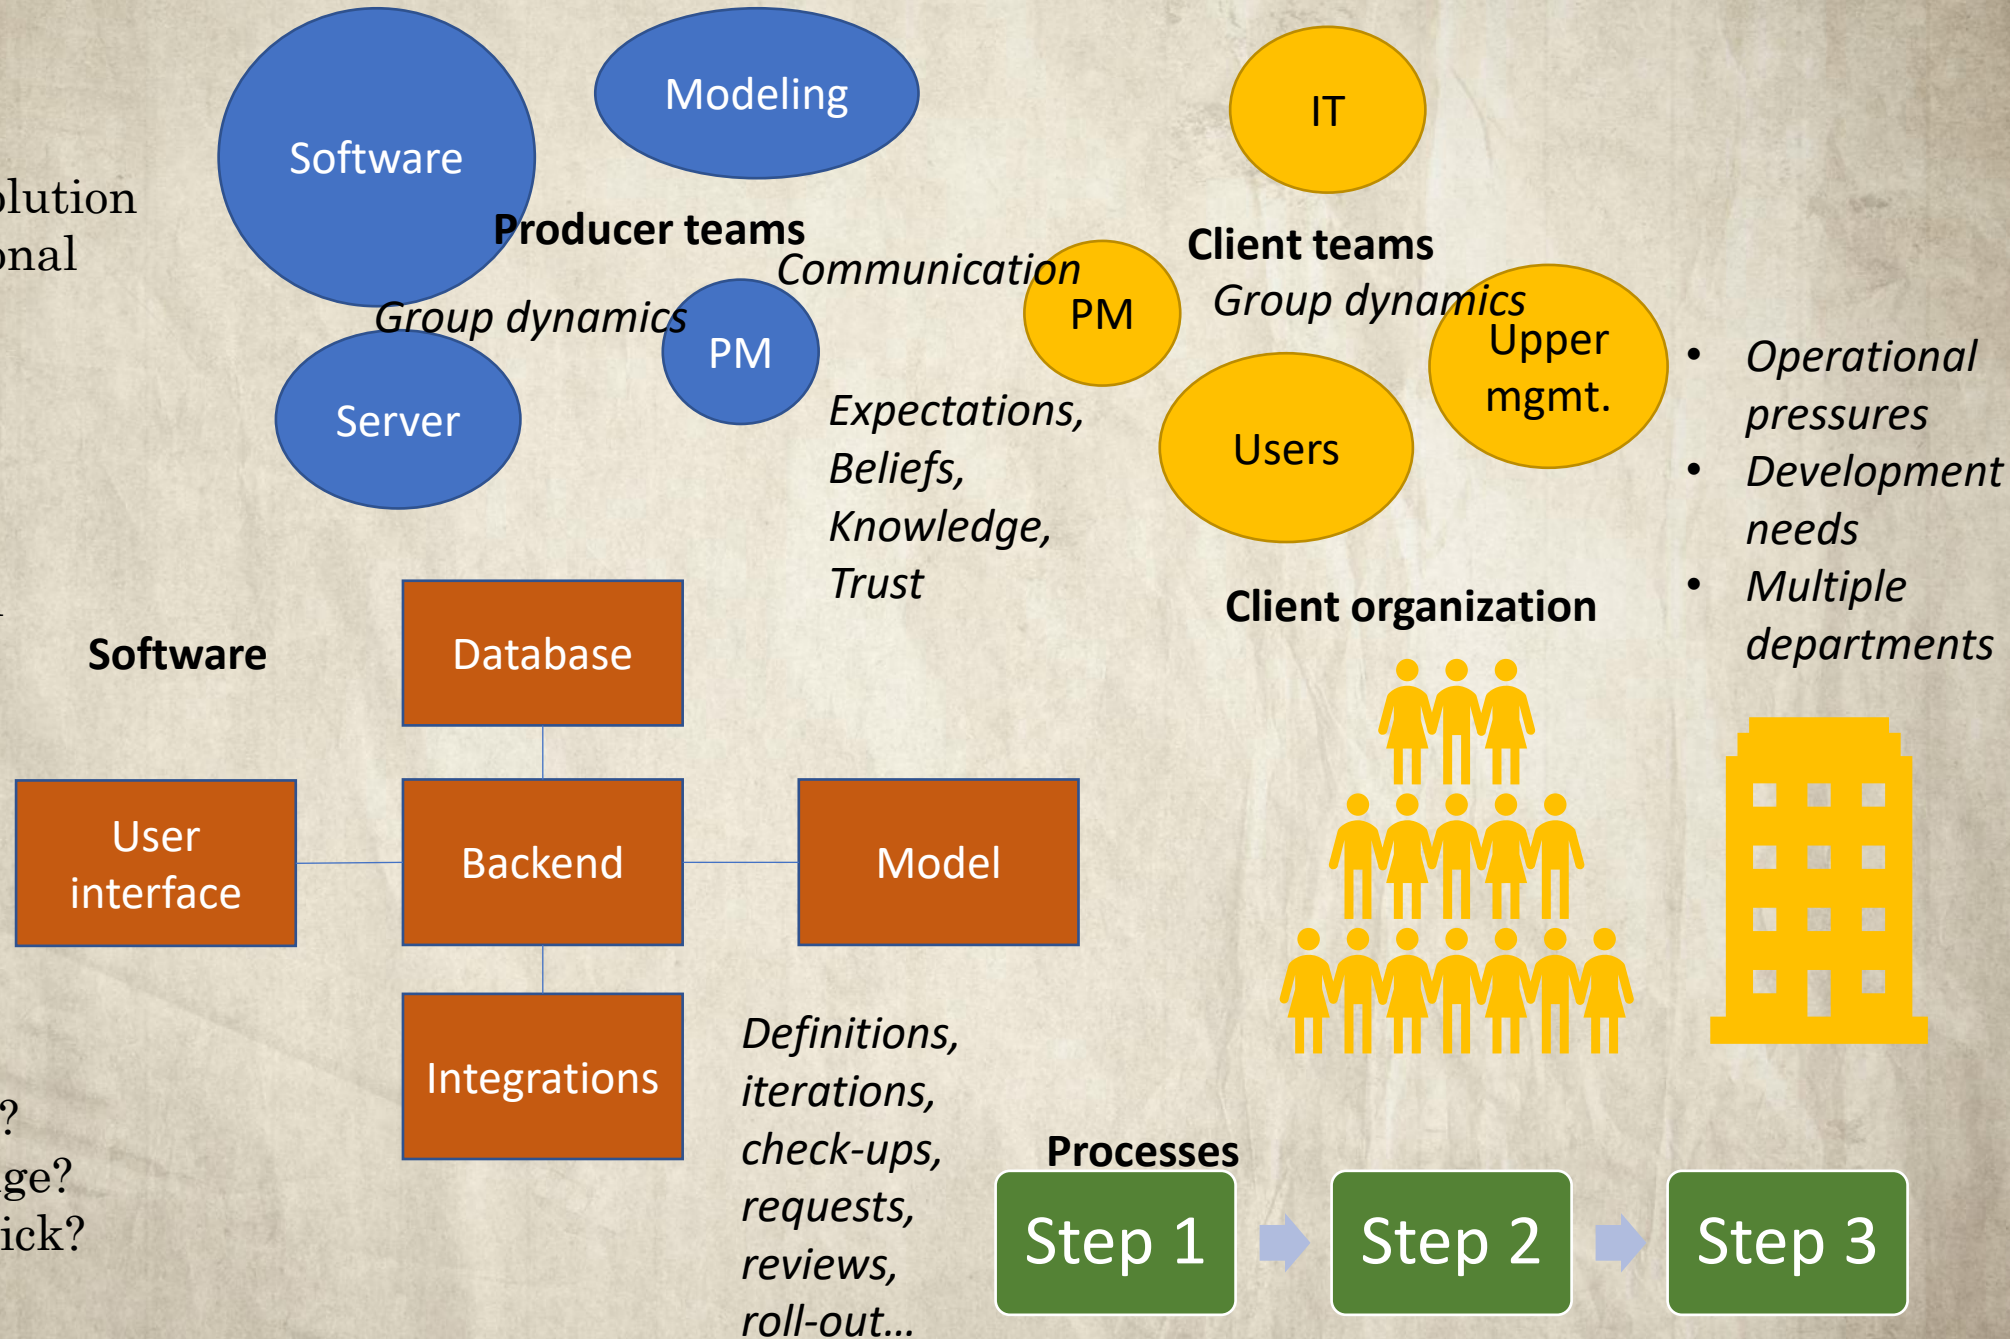 Software
Modeling
IT
Producer teams
Client teams
Communication
Group dynamics
Group dynamics
PM
PM
Upper
mgmt.
Server
Users
Expectations,
Beliefs,
Knowledge,
Trust
• Operational
pressures
• Development
needs
• Multiple
departments
Client organization
Software
Database
User
interface
Backend
Model
Integrations
Definitions,
iterations,
check-ups,
requests,
reviews,
roll-out...
Processes
Step 1
Step 2
Step 3